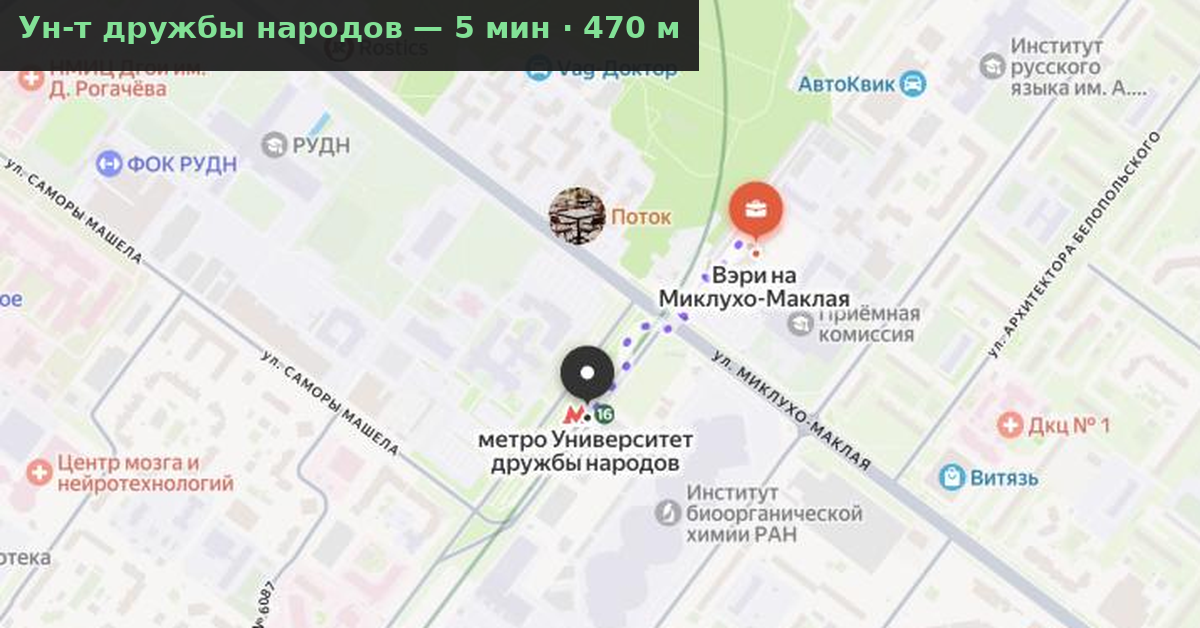 Ун-т дружбы народов — 5 мин · 470 м
Rostics
НМИЦ ДГОИ им.
Д. Рогачёва
Vag-Доктор
АвтоКвик
Институт
русского
языка им. А....
РУДН
ФОК РУДН
ул. САМОРЫ МАШЕЛА
Поток
ул. АРХИТЕКТОРА БЕЛОПОЛЬСКОГО
Вэри на
Миклухо-Маклая
Приёмная
комиссия
ое
ул. САМОРЫ МАШЕЛА
ул. МИКЛУХО-МАКЛАЯ
16
метро Университет
дружбы народов
Дкц № 1
Центр мозга и
нейротехнологий
Витязь
Институт
биоорганической
химии РАН
отека
№ 6087